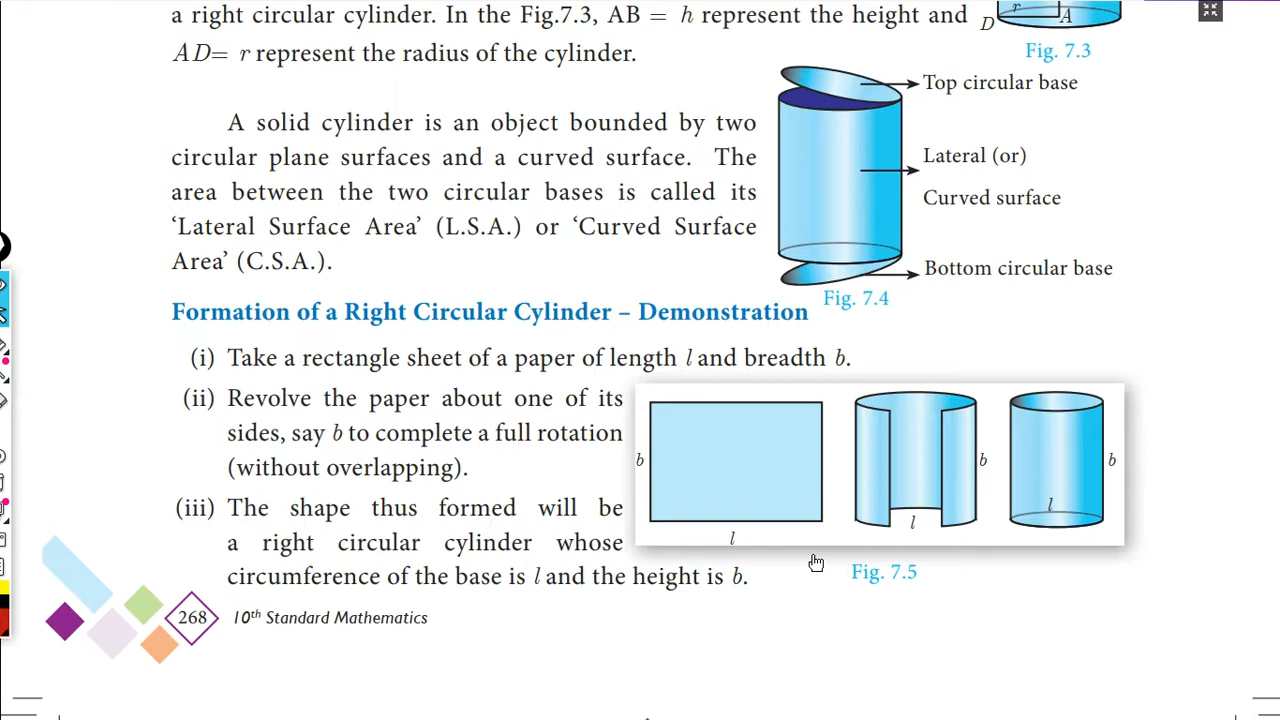 a right circular cylinder. In the Fig.7.3, AB = h represent the height and
AD= r represent the radius of the cylinder.
r
D
A
Fig. 7.3
Top circular base
A solid cylinder is an object bounded by two
circular plane surfaces and a curved surface. The
area between the two circular bases is called its
‘Lateral Surface Area’ (L.S.A.) or ‘Curved Surface
Area’ (C.S.A.).
Lateral (or)
Curved surface
Bottom circular base
Fig. 7.4
Formation of a Right Circular Cylinder – Demonstration
(i) Take a rectangle sheet of a paper of length l and breadth b.
(ii) Revolve the paper about one of its
sides, say b to complete a full rotation
(without overlapping).
(iii) The shape thus formed will be
a right circular cylinder whose
circumference of the base is l and the height is b.
b
l
b
l
b
l
Fig. 7.5
268 10th Standard Mathematics